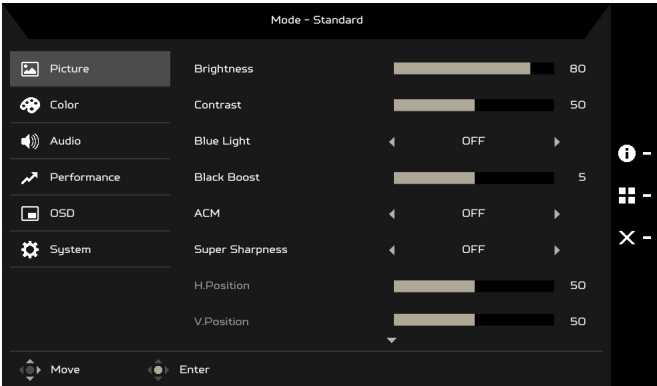 Mode - Standard
Picture
Brightness 80
Color
Contrast 50
Audio
Blue Light OFF
Performance
Black Boost 5
OSD
ACM OFF
System
Super Sharpness OFF
H.Position 50
V.Position 50
Move Enter